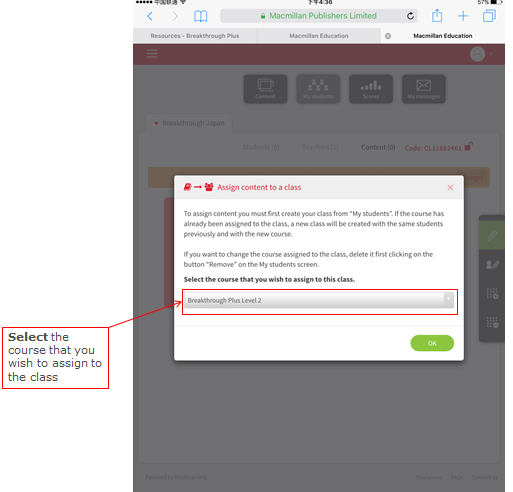 中国联通
下午4:36
57%
Macmillan Publishers Limited
Resources - Breakthrough Plus
Macmillan Education
Macmillan Education
Content
My students
Scores
My messages
Breakthrough Japan
Students (0)
Teachers (1)
Content (0)
Code: CL11882461
Assign content to a class
To assign content you must first create your class from "My students". If the course has
already been assigned to the class, a new class will be created with the same students
previously and with the new course.
If you want to change the course assigned to the class, delete it first clicking on the
button "Remove" on the My students screen.
Select the course that you wish to assign to this class.
Breakthrough Plus Level 2
OK
Select the
course that you
wish to assign to
the class